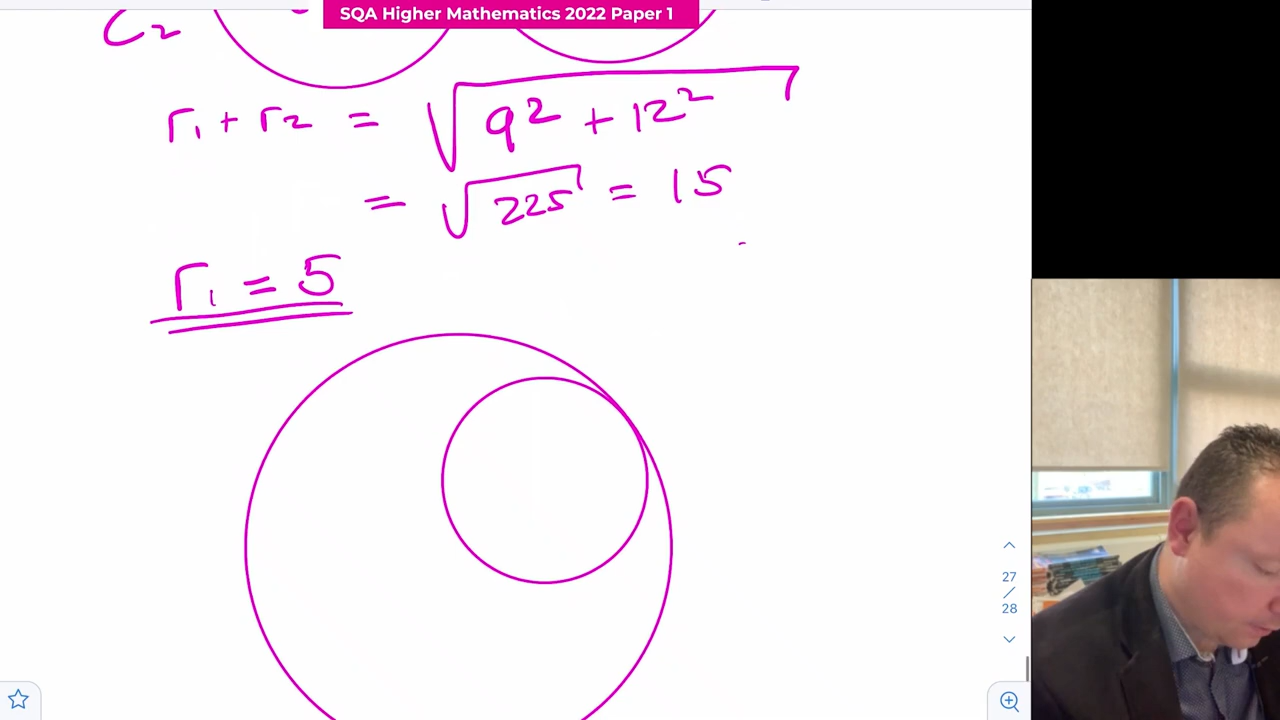 SQA Higher Mathematics 2022 Paper 1
C₂
r₁ + r₂ = √(9² + 12²)
= √225 = 15
r₁ = 5
27
/
28